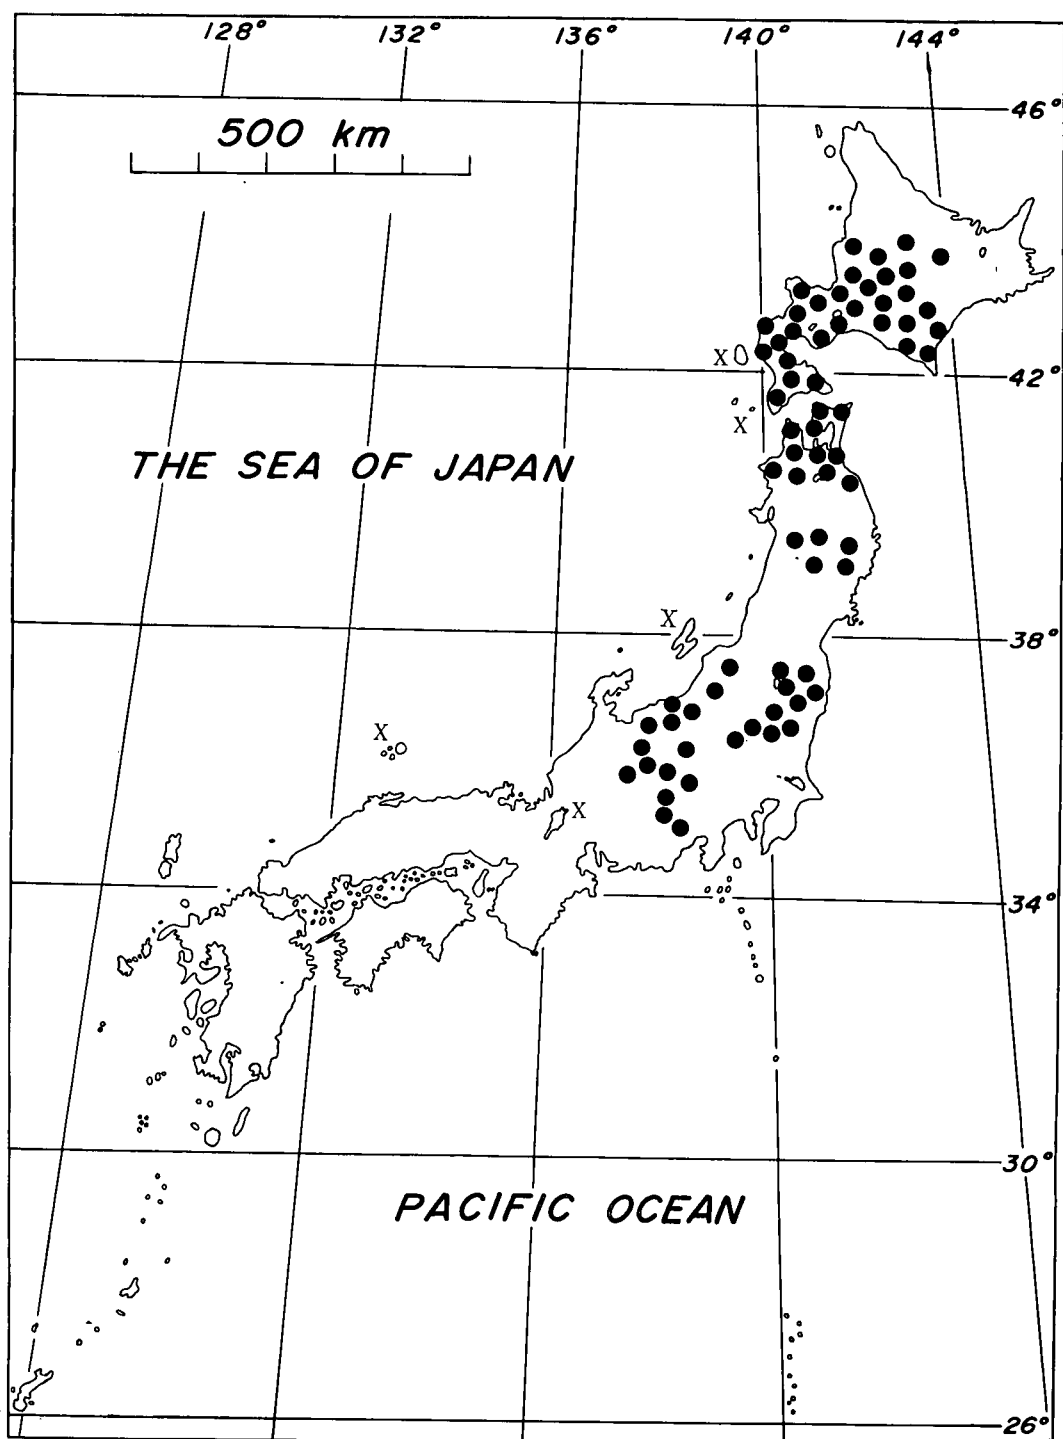 128° 132° 136° 140° 144°
46°
500 km
X 42°
X
THE SEA OF JAPAN
X
38°
X
X
34°
30°
PACIFIC OCEAN
26°